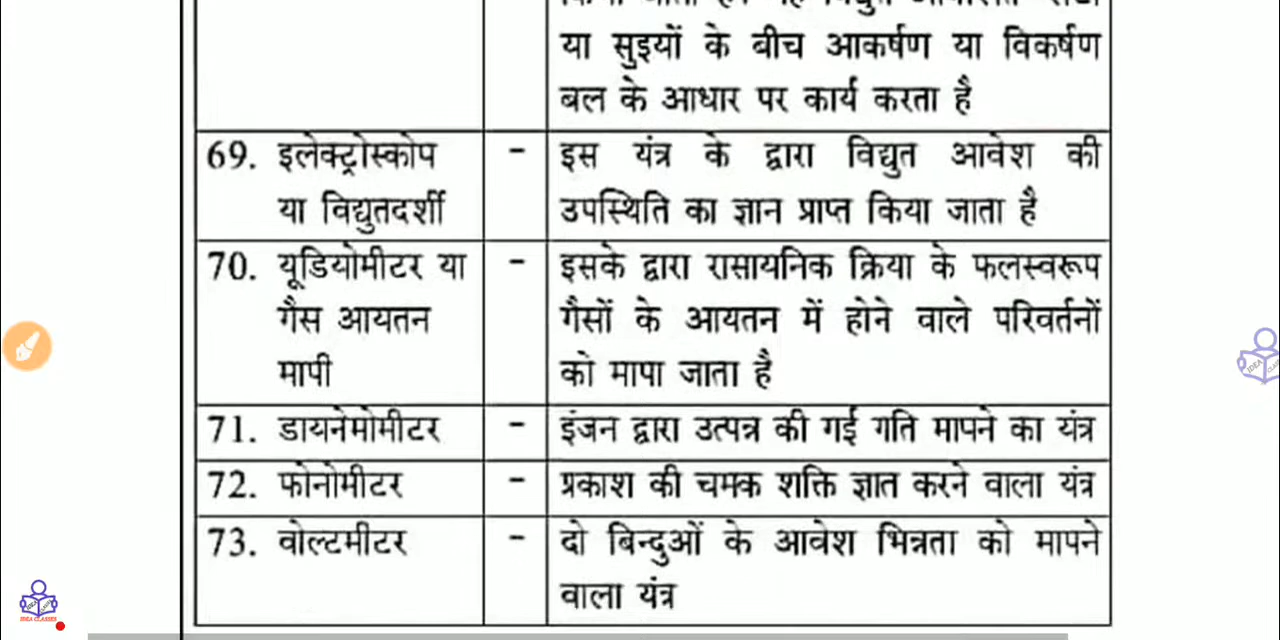 या सुइयों के बीच आकर्षण या विकर्षण
बल के आधार पर कार्य करता है
69. इलेक्ट्रोस्कोप - इस यंत्र के द्वारा विद्युत आवेश की
या विद्युतदर्शी उपस्थिति का ज्ञान प्राप्त किया जाता है
70. यूडियोमीटर या - इसके द्वारा रासायनिक क्रिया के फलस्वरूप
गैस आयतन गैसों के आयतन में होने वाले परिवर्तनों
मापी को मापा जाता है
71. डायनेमोमीटर - इंजन द्वारा उत्पन्न की गई गति मापने का यंत्र
72. फोनोमीटर - प्रकाश की चमक शक्ति ज्ञात करने वाला यंत्र
73. वोल्टमीटर - दो बिन्दुओं के आवेश भिन्नता को मापने
वाला यंत्र
IDEA CLASSES